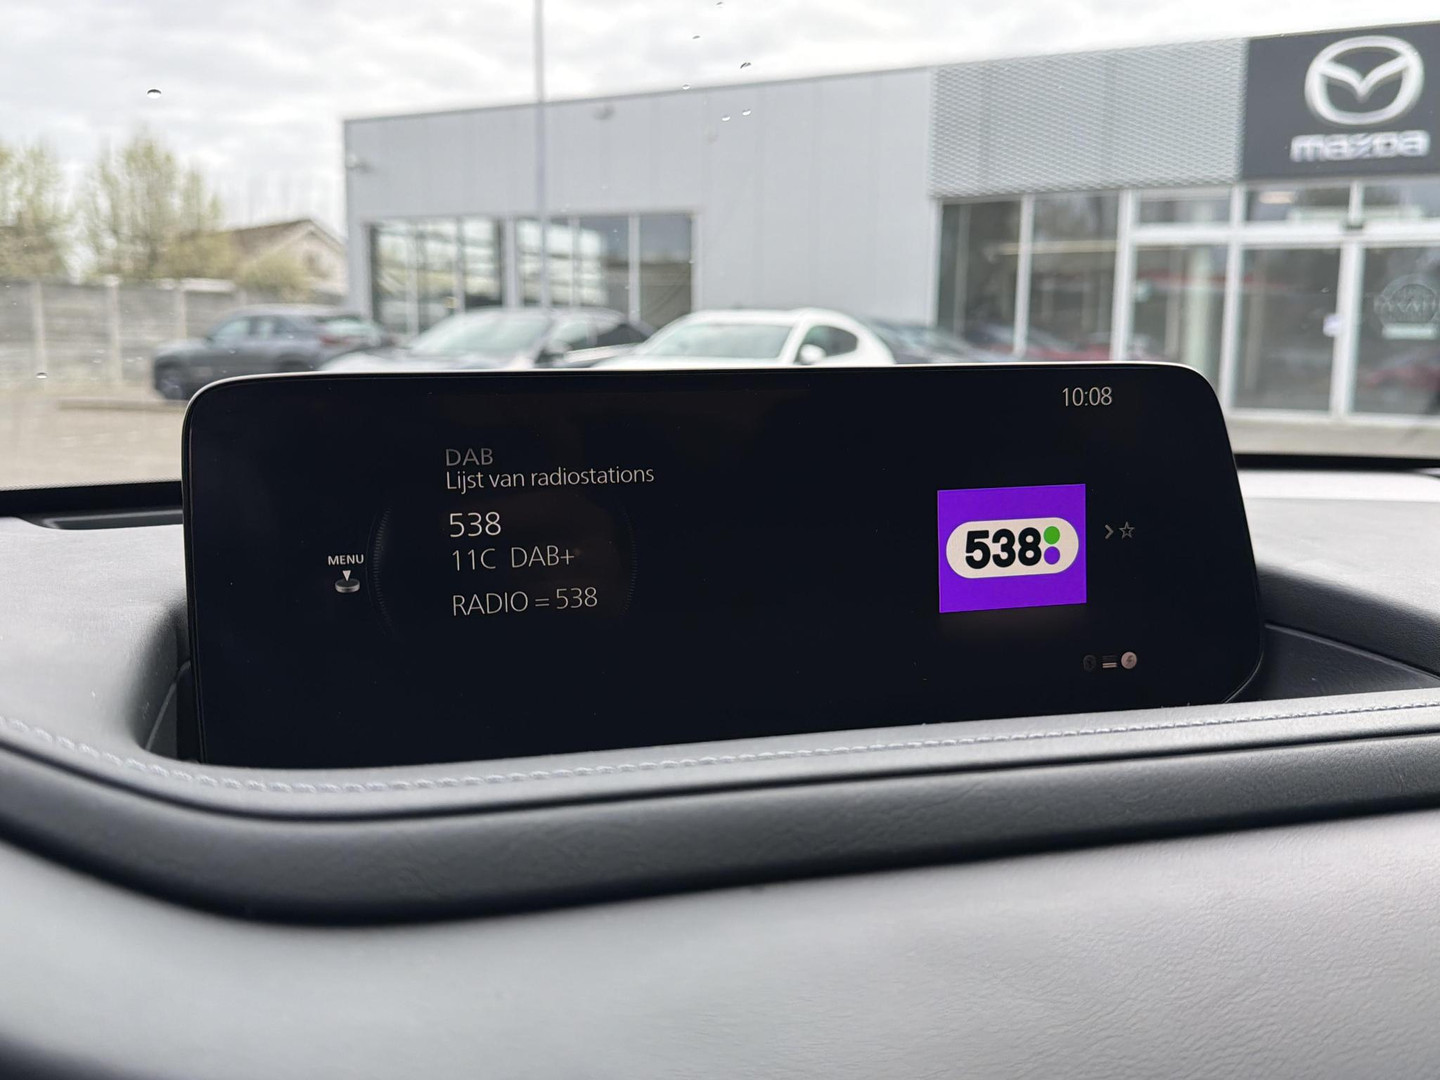 mazda
10:08
DAB
Lijst van radiostations
538
11C DAB+
RADIO = 538
MENU
538